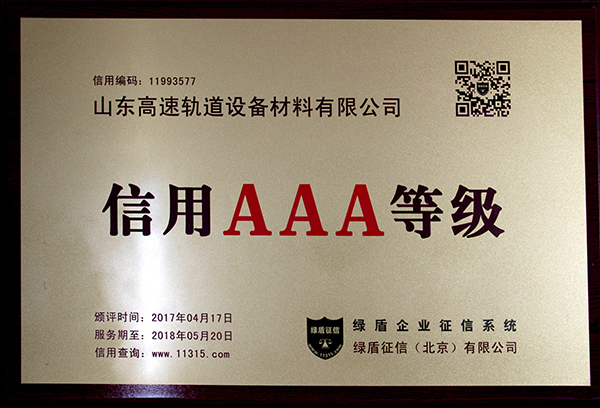 信用编码：11993577
山东高速轨道设备材料有限公司
信用AAA等级
颁评时间：2017年04月17日
服务期至：2018年05月20日
信用查询：www.11315.com
绿盾征信
www.11315.com
绿盾企业征信系统
绿盾征信（北京）有限公司